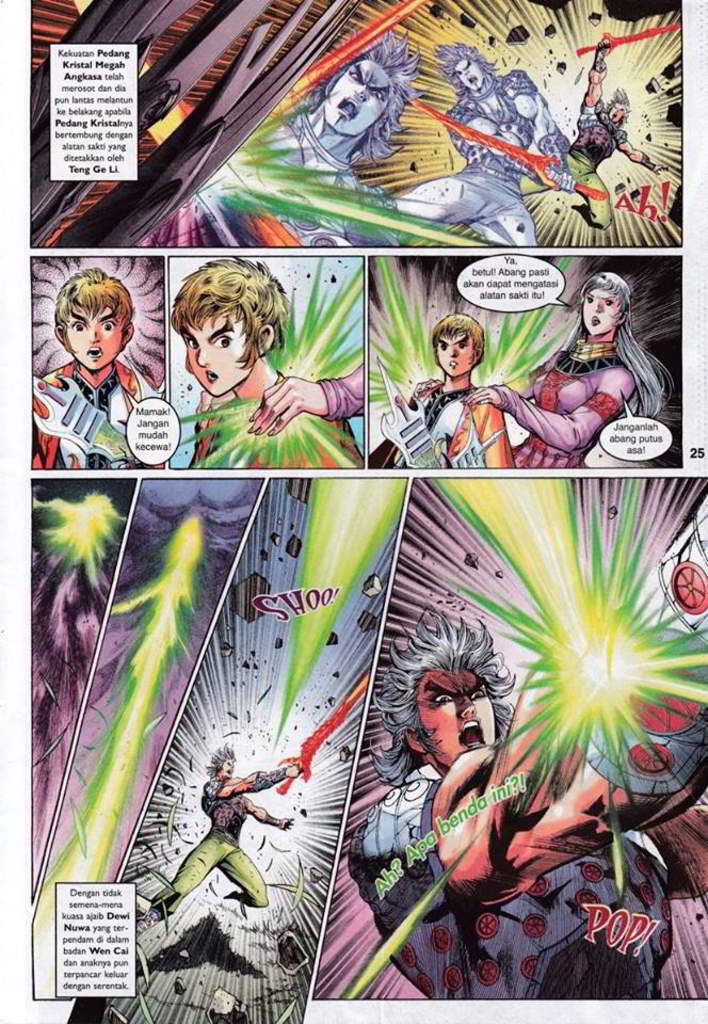 Kekuatan Pedang
Kristal Megah
Angkasa telah
merosot dan dia
pun lantas melantun
ke belakang apabila
Pedang Kristalnya
bertembung dengan
alatan sakti yang
ditetakkan oleh
Teng Ge Li.
Ah!
Mamak!
Jangan
mudah
kecewa!
Ya,
betul! Abang pasti
akan dapat mengatasi
alatan sakti itu!
Janganlah
abang putus
asa!
25
SHOO!
Ah? Apa benda ini?!
POP!
Dengan tidak
semena-mena
kuasa ajaib Dewi
Nuwa yang ter-
pendam di dalam
badan Wen Cai
dan anaknya pun
terpancar keluar
dengan serentak.